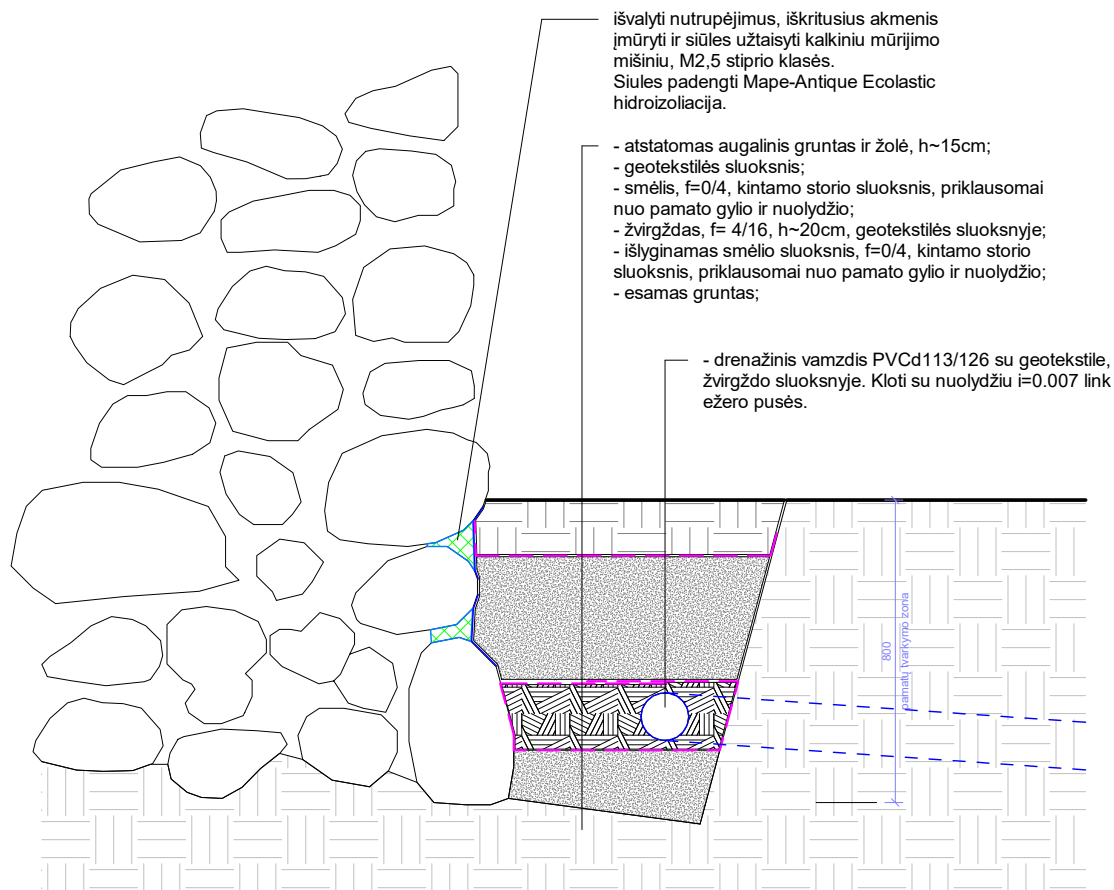 išvalyti nutrupėjimus, iškritusius akmenis
įmūryti ir siūles užtaisyti kalkiniu mūrijimo
mišiniu, M2,5 stiprio klasės.
Siules padengti Mape-Antique Ecolastic
hidroizoliacija.
- atstatomas augalinis gruntas ir žolė, h~15cm;
- geotekstilės sluoksnis;
- smėlis, f=0/4, kintamo storio sluoksnis, priklausomai
nuo pamato gylio ir nuolydžio;
- žvirgždas, f= 4/16, h~20cm, geotekstilės sluoksnyje;
- išlyginamas smėlio sluoksnis, f=0/4, kintamo storio
sluoksnis, priklausomai nuo pamato gylio ir nuolydžio;
- esamas gruntas;
- drenažinis vamzdis PVCd113/126 su geotekstile,
žvirgždo sluoksnyje. Kloti su nuolydžiu i=0.007 link
ežero pusės.
800
pamatų tvarkymo zona